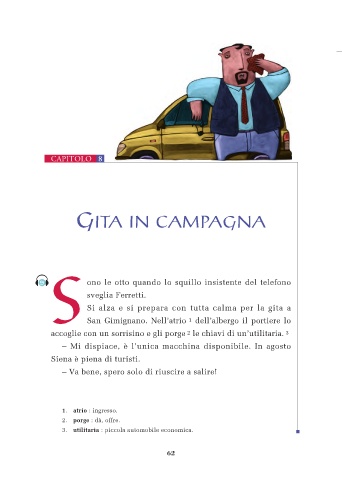 CAPITOLO 8
GITA IN CAMPAGNA
Sono le otto quando lo squillo insistente del telefono
sveglia Ferretti.
Si alza e si prepara con tutta calma per la gita a
San Gimignano. Nell'atrio 1 dell'albergo il portiere lo
accoglie con un sorrisino e gli porge 2 le chiavi di un'utilitaria. 3
– Mi dispiace, è l'unica macchina disponibile. In agosto
Siena è piena di turisti.
– Va bene, spero solo di riuscire a salire!
1. atrio : ingresso.
2. porge : dà, offre.
3. utilitaria : piccola automobile economica.
62